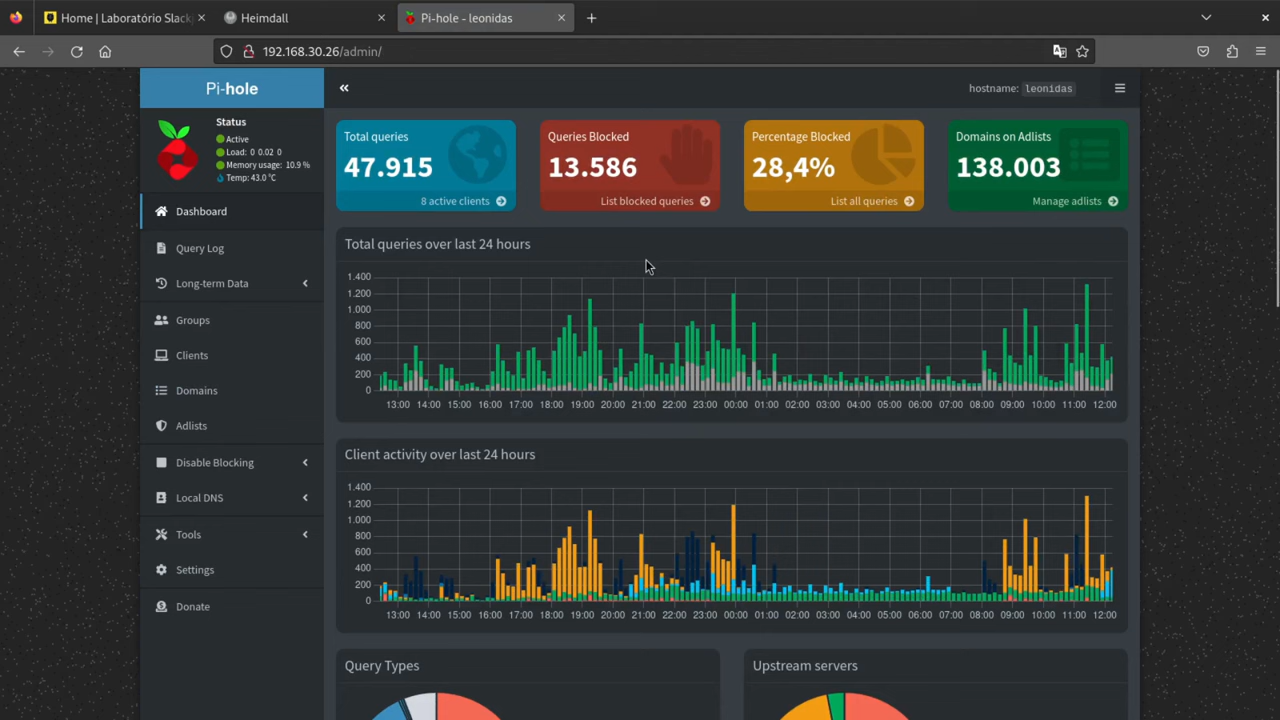 Home | Laboratório Slack
Heimdall
Pi-hole - leonidas
192.168.30.26/admin/
Pi-hole
hostname: leonidas
Status
Active
Load: 0 0.02 0
Memory usage: 10.9 %
Temp: 43.0 °C
Dashboard
Query Log
Long-term Data
Groups
Clients
Domains
Adlists
Disable Blocking
Local DNS
Tools
Settings
Donate
Total queries
47.915
8 active clients
Queries Blocked
13.586
List blocked queries
Percentage Blocked
28,4%
List all queries
Domains on Adlists
138.003
Manage adlists
Total queries over last 24 hours
1.400
1.200
1.000
800
600
400
200
0
13:00 14:00 15:00 16:00 17:00 18:00 19:00 20:00 21:00 22:00 23:00 00:00 01:00 02:00 03:00 04:00 05:00 06:00 07:00 08:00 09:00 10:00 11:00 12:00
Client activity over last 24 hours
1.400
1.200
1.000
800
600
400
200
0
13:00 14:00 15:00 16:00 17:00 18:00 19:00 20:00 21:00 22:00 23:00 00:00 01:00 02:00 03:00 04:00 05:00 06:00 07:00 08:00 09:00 10:00 11:00 12:00
Query Types
Upstream servers